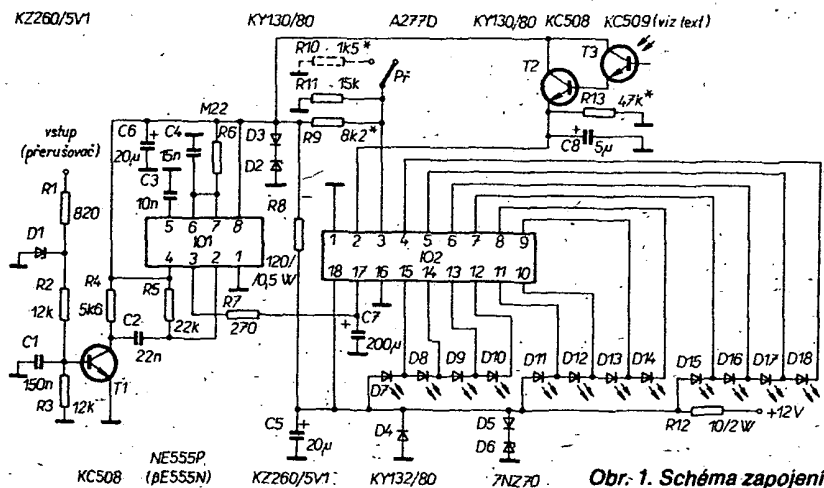 KZ260/5V1 KY130/80 A277D KY130/80 KC508 KC509 (viz text)
R10 1k5*
R11 15k
Př
T2
T3
R13 4,7k*
C8 5μ
vstup
(přerušovač)
C6 20μ
C4 15n
M22
R6
C3 10n
D3
D2
R9 8k2*
R8
120/
/0,5 W
R1
820
D1
R2
12k
R4
5k6
R5
22k
C1
150n
R3 12k
C2
22n
T1
5 6 7 8
IO1
4 3 2 1
R7
270
1 2 3 4 5 6 7 8 9
IO2
18 17 16 15 14 13 12 11 10
C7
200μ
D7 D8 D9 D10
D11 D12 D13 D14
D15 D16 D17 D18
C5
20μ
D4
D5
D6
R12 10/2W
+12V
KC508 NE555P
(βE555N) KZ260/5V1 KY132/80 7NZ70
Obr. 1. Schéma zapojení